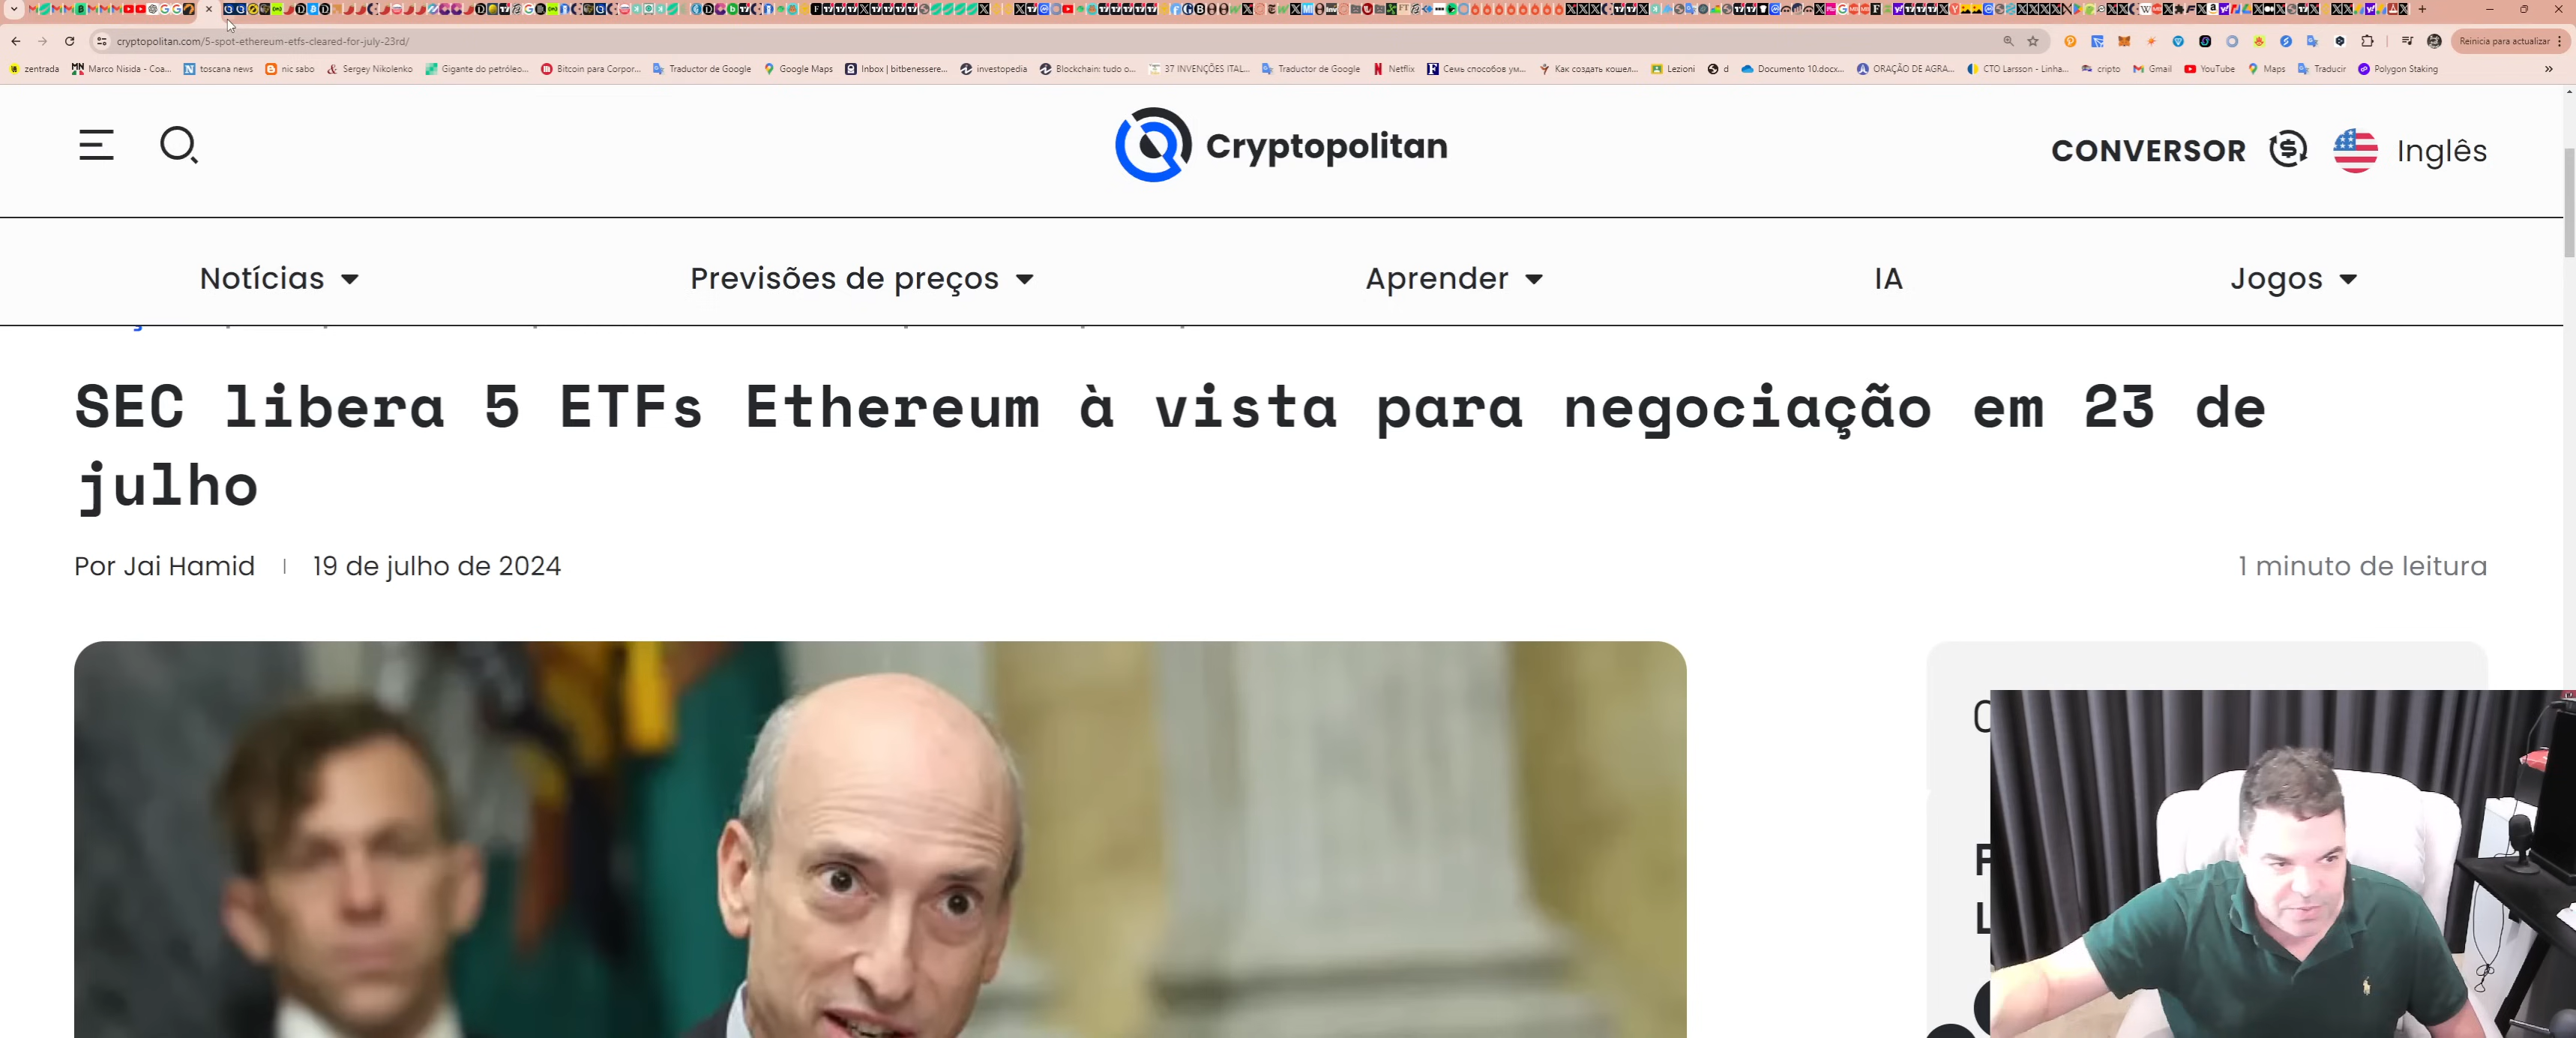 cryptopolitan.com/5-spot-ethereum-etfs-cleared-for-july-23rd/
Reinicia para actualizar
zentrada
Marco Nisida - Coa...
toscana news
nic sabo
Sergey Nikolenko
Gigante do petróleo...
Bitcoin para Corpor...
Traductor de Google
Google Maps
Inbox | bitbenessere...
investopedia
Blockchain: tudo o...
37 INVENÇÕES ITAL...
Traductor de Google
Netflix
Семь способов ум...
Как создать кошел...
Lezioni
d
Documento 10.docx...
ORAÇÃO DE AGRA...
CTO Larsson - Linha...
cripto
Gmail
YouTube
Maps
Traducir
Polygon Staking
Cryptopolitan
CONVERSOR
Inglês
Notícias
Previsões de preços
Aprender
IA
Jogos
SEC libera 5 ETFs Ethereum à vista para negociação em 23 de
julho
Por Jai Hamid
19 de julho de 2024
1 minuto de leitura